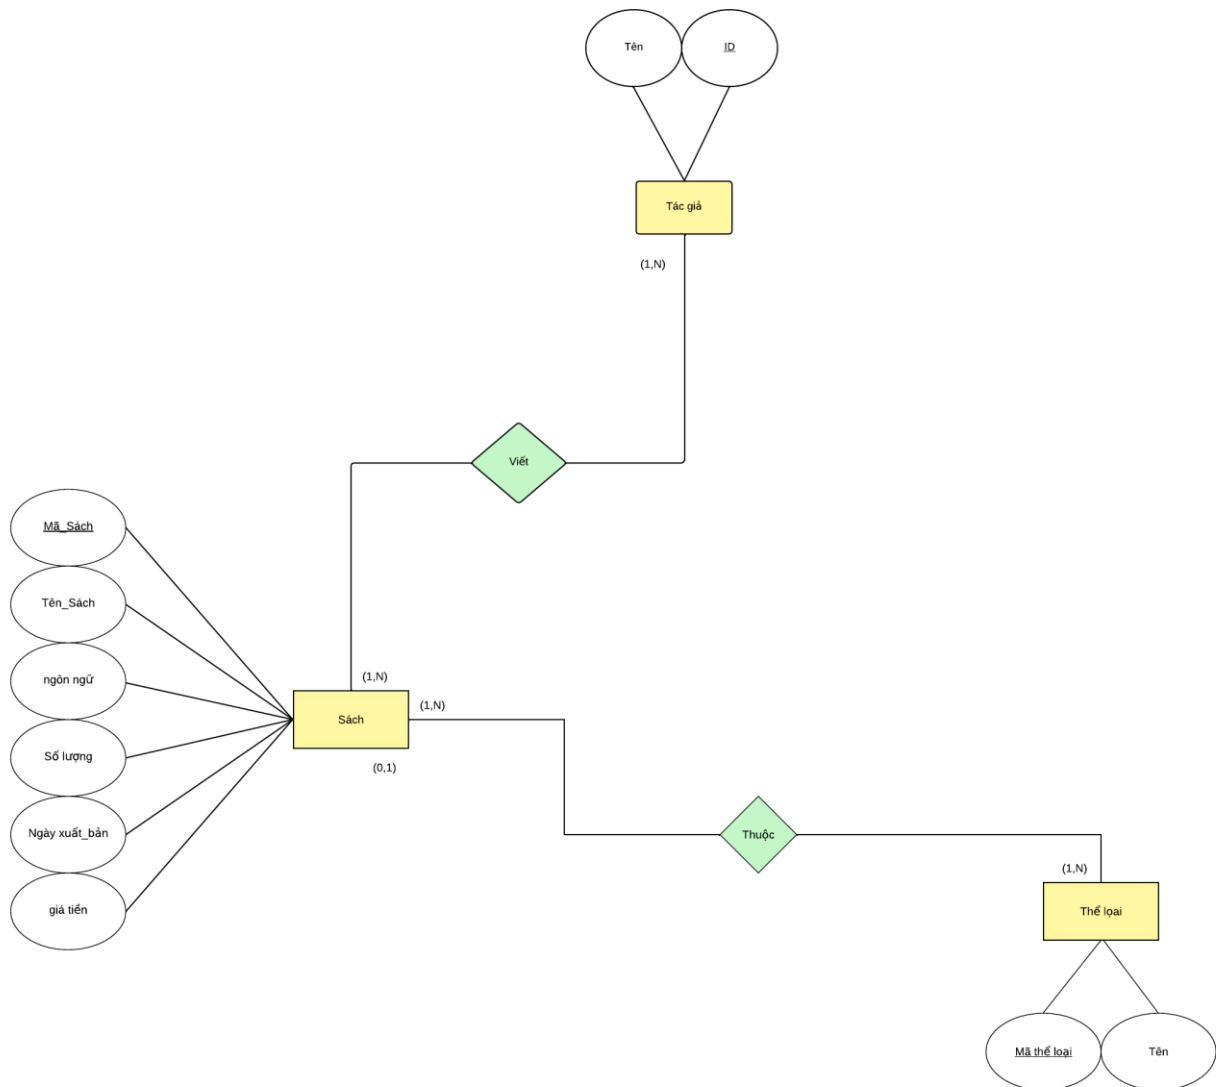 Tên
ID
Tác giả
(1,N)
Viết
Mã_Sách
Tên_Sách
ngôn ngữ
Số lượng
Ngày xuất_bản
giá tiền
(1,N)
(1,N)
Sách
(0,1)
Thuộc
(1,N)
Thể lọai
Mã thể loại
Tên